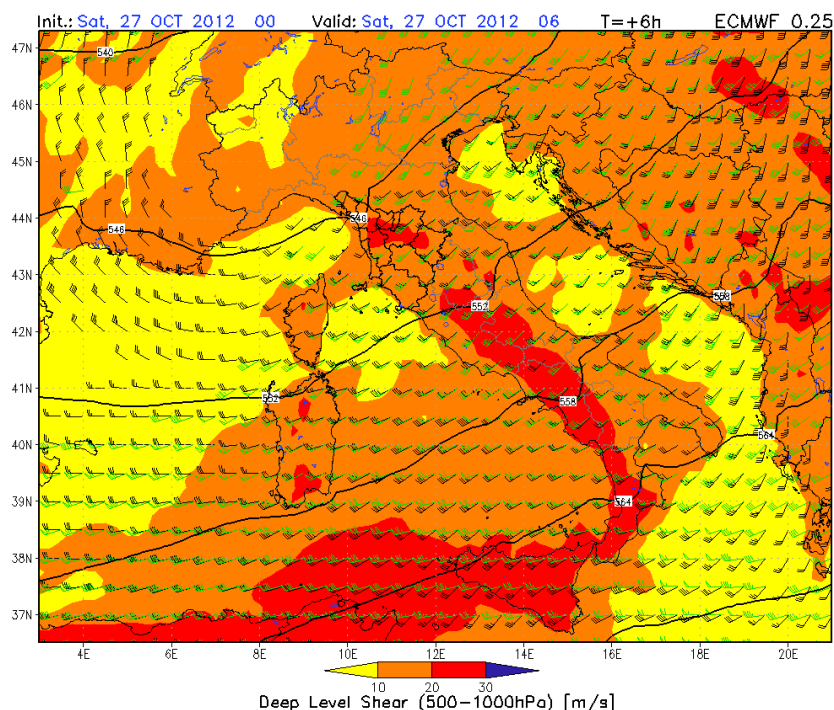 Init.: Sat, 27 OCT 2012 00 Valid: Sat, 27 OCT 2012 06 T=+6h ECMWF 0.25
47N
540
46N
45N
44N
546
546
43N
552
558
42N
41N
552
558
40N
564
39N
564
38N
37N
4E 6E 8E 10E 12E 14E 16E 18E 20E
10 20 30
Deep Level Shear (500-1000hPa) [m/s]